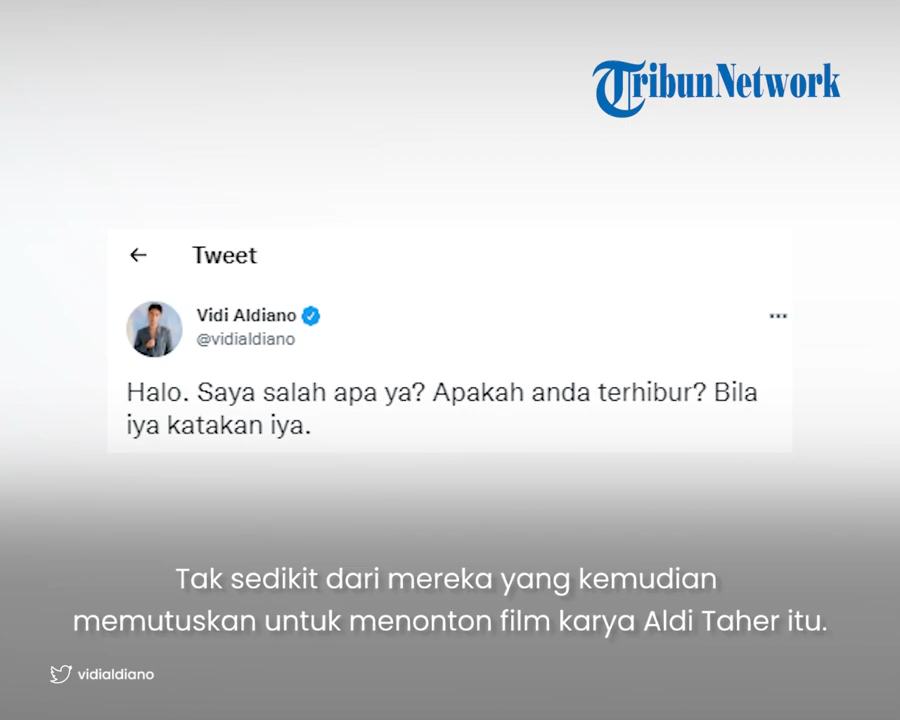 TribunNetwork
← Tweet
Vidi Aldiano
@vidialdiano
Halo. Saya salah apa ya? Apakah anda terhibur? Bila
iya katakan iya.
Tak sedikit dari mereka yang kemudian
memutuskan untuk menonton film karya Aldi Taher itu.
vidialdiano